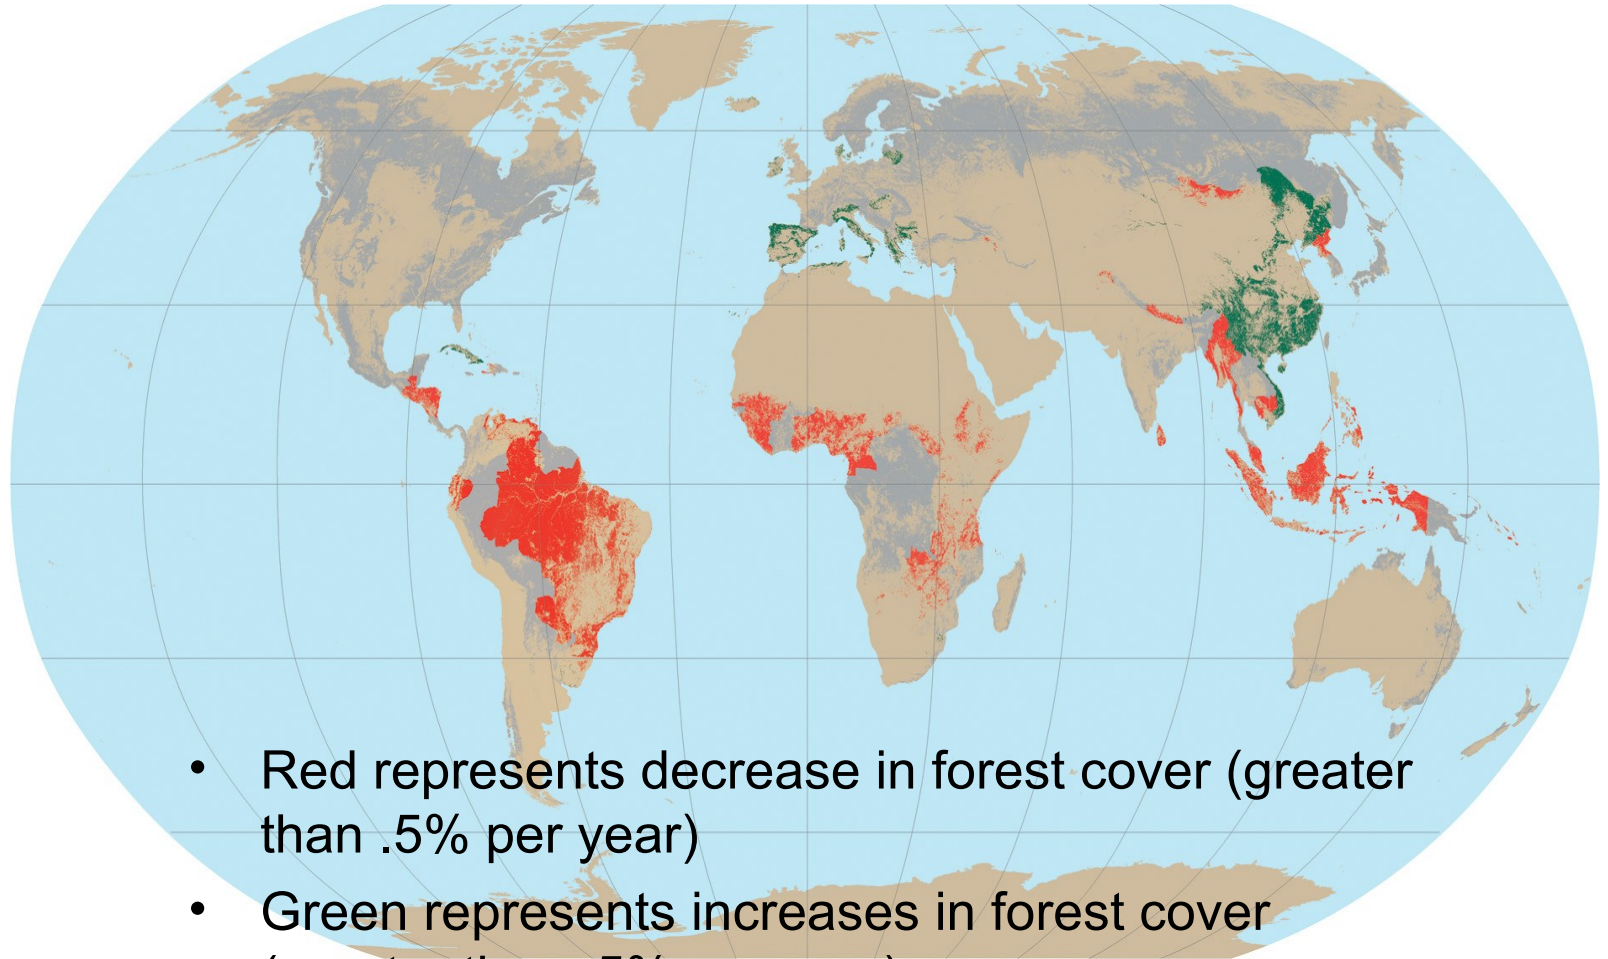 • Red represents decrease in forest cover (greater
than .5% per year)
• Green represents increases in forest cover